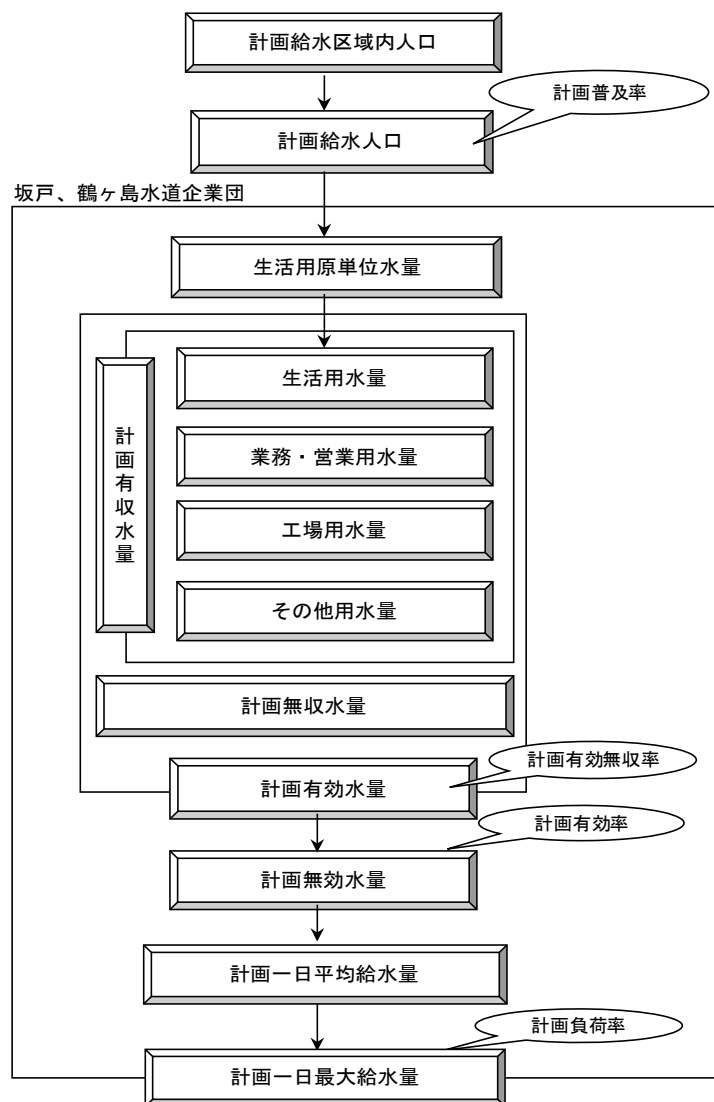 計画給水区域内人口
計画普及率
計画給水人口
坂戸、鶴ヶ島水道企業団
生活用原単位水量
生活用水量
計画有収水量
業務・営業用水量
工場用水量
その他用水量
計画無収水量
計画有効無収率
計画有効水量
計画有効率
計画無効水量
計画一日平均給水量
計画負荷率
計画一日最大給水量